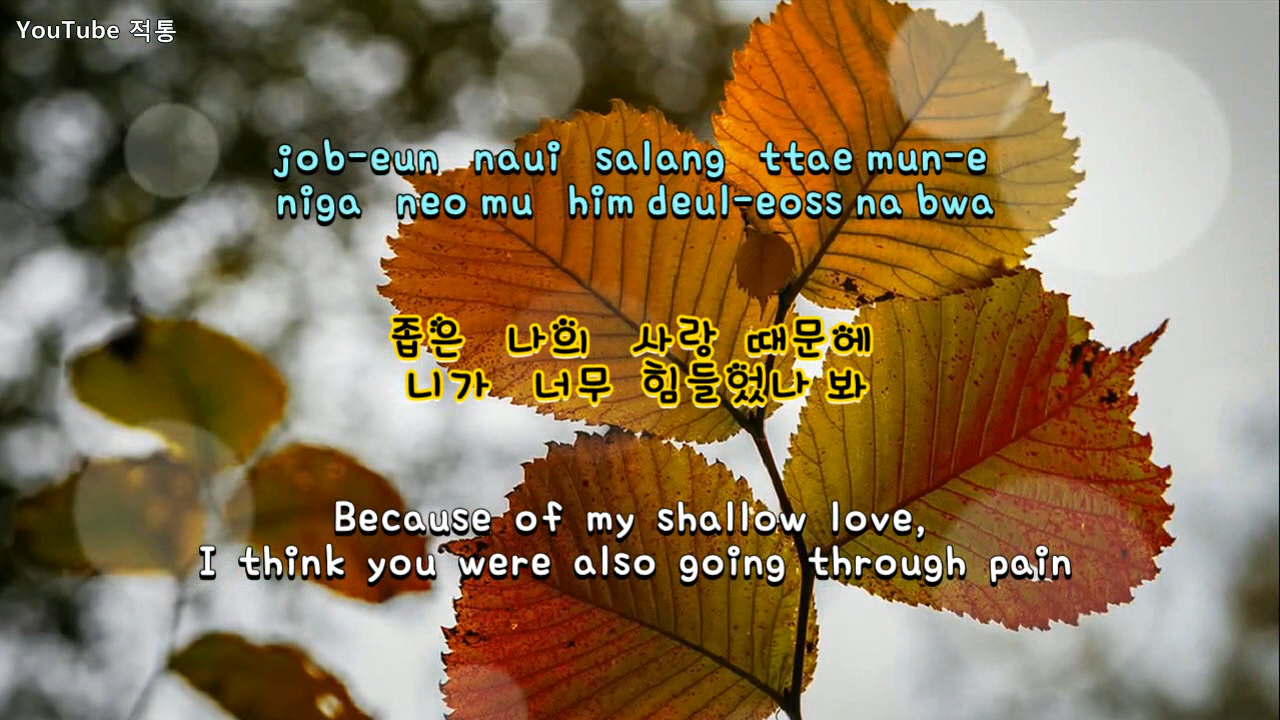 YouTube 적통
job-eun naui salang ttae mun-e
niga neo mu him deul-eoss na bwa
좁은 나희 사랑 때문헤
니가 너무 힘들헜나 봐
Because of my shallow love,
I think you were also going through pain